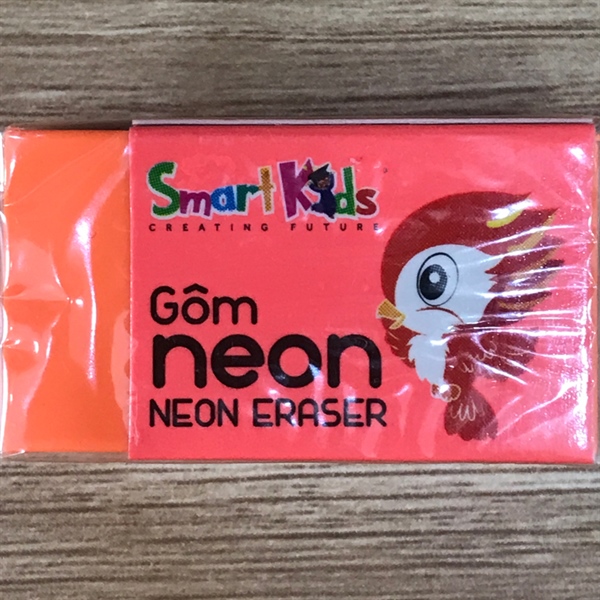 Smart Kids
CREATING FUTURE
Gôm
neon
NEON ERASER